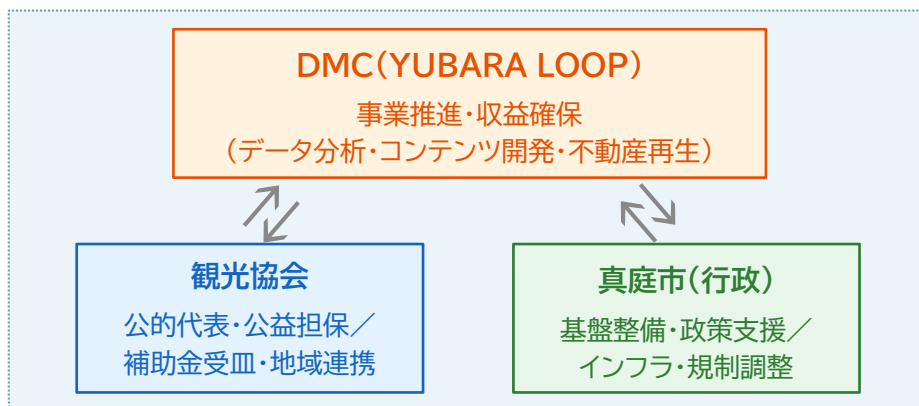 DMC(YUBARA LOOP)
事業推進・収益確保
(データ分析・コンテンツ開発・不動産再生)
観光協会
公的代表・公益担保／
補助金受皿・地域連携
真庭市(行政)
基盤整備・政策支援／
インフラ・規制調整